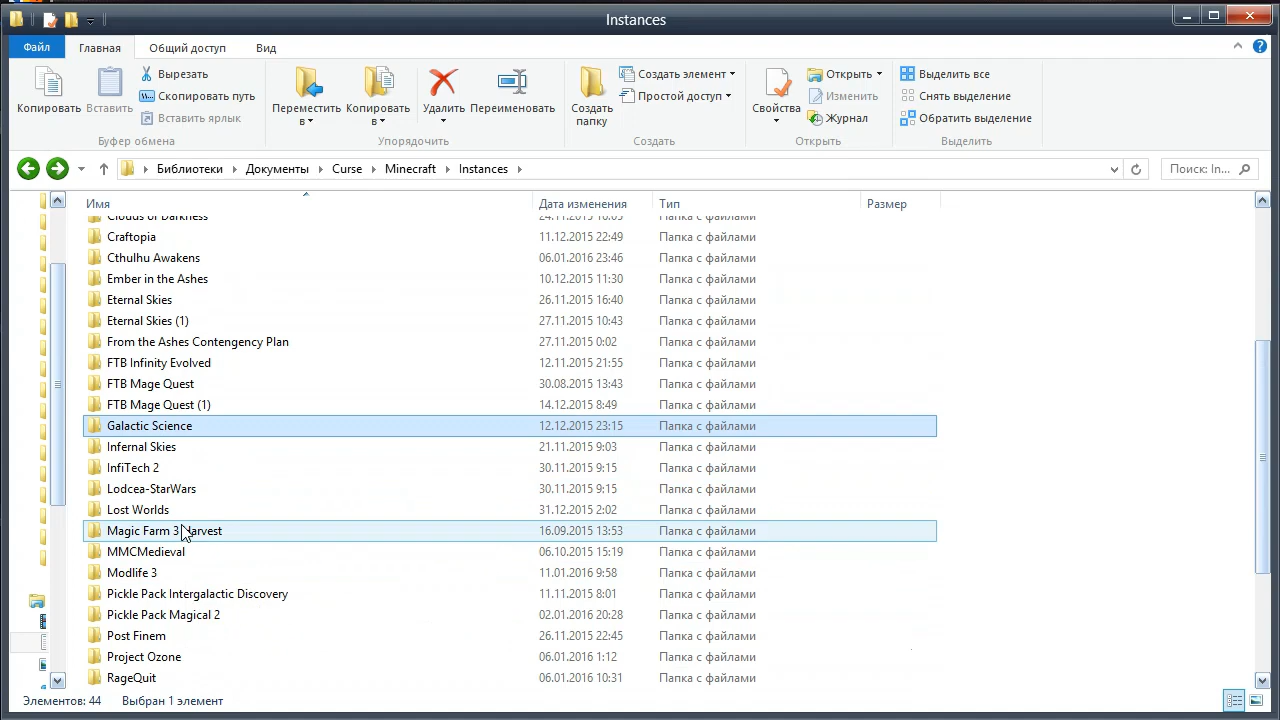 Instances
Файл
Главная
Общий доступ
Вид
Копировать
Вставить
Вырезать
Скопировать путь
Вставить ярлык
Буфер обмена
Переместить в
Копировать в
Удалить
Переименовать
Упорядочить
Создать папку
Создать элемент
Простой доступ
Создать
Свойства
Открыть
Изменить
Журнал
Открыть
Выделить все
Снять выделение
Обратить выделение
Выделить
Библиотеки
Документы
Curse
Minecraft
Instances
Поиск: In...
Имя Дата изменения Тип Размер
Clouds of Darkness 24.11.2015 16:05 Папка с файлами
Craftopia 11.12.2015 22:49 Папка с файлами
Cthulhu Awakens 06.01.2016 23:46 Папка с файлами
Ember in the Ashes 10.12.2015 11:30 Папка с файлами
Eternal Skies 26.11.2015 16:40 Папка с файлами
Eternal Skies (1) 27.11.2015 10:43 Папка с файлами
From the Ashes Contengency Plan 27.11.2015 0:02 Папка с файлами
FTB Infinity Evolved 12.11.2015 21:55 Папка с файлами
FTB Mage Quest 30.08.2015 13:43 Папка с файлами
FTB Mage Quest (1) 14.12.2015 8:49 Папка с файлами
Galactic Science 12.12.2015 23:15 Папка с файлами
Infernal Skies 21.11.2015 9:03 Папка с файлами
InfiTech 2 30.11.2015 9:15 Папка с файлами
Lodcea-StarWars 30.11.2015 9:15 Папка с файлами
Lost Worlds 31.12.2015 2:02 Папка с файлами
Magic Farm 3 Harvest 16.09.2015 13:53 Папка с файлами
MMCMedieval 06.10.2015 15:19 Папка с файлами
Modlife 3 11.01.2016 9:58 Папка с файлами
Pickle Pack Intergalactic Discovery 11.11.2015 8:01 Папка с файлами
Pickle Pack Magical 2 02.01.2016 20:28 Папка с файлами
Post Finem 26.11.2015 22:45 Папка с файлами
Project Ozone 06.01.2016 1:12 Папка с файлами
RageQuit 06.01.2016 10:31 Папка с файлами
Элементов: 44 Выбран 1 элемент